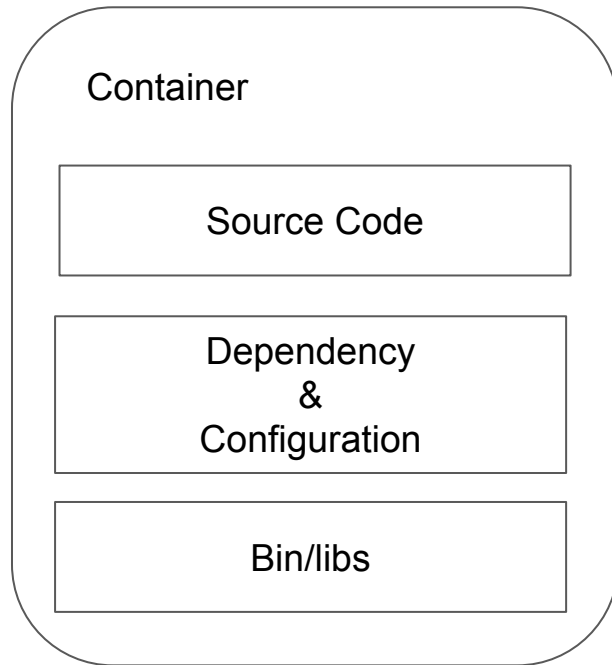 Container
Source Code
Dependency
&
Configuration
Bin/libs